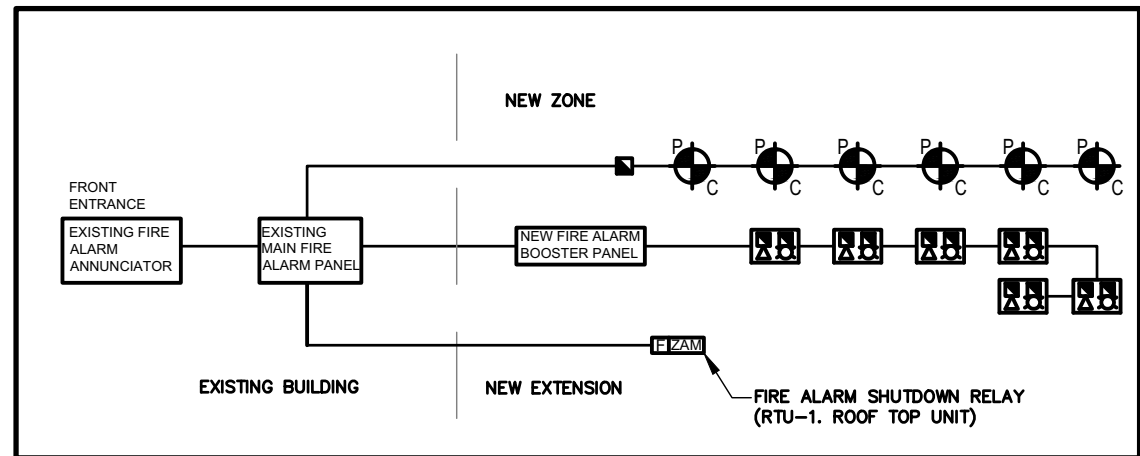 NEW ZONE
P P P P P P
C C C C C C
FRONT
ENTRANCE
EXISTING FIRE
ALARM
ANNUNCIATOR
EXISTING
MAIN FIRE
ALARM PANEL
NEW FIRE ALARM
BOOSTER PANEL
F ZAM
EXISTING BUILDING
NEW EXTENSION
FIRE ALARM SHUTDOWN RELAY
(RTU-1. ROOF TOP UNIT)